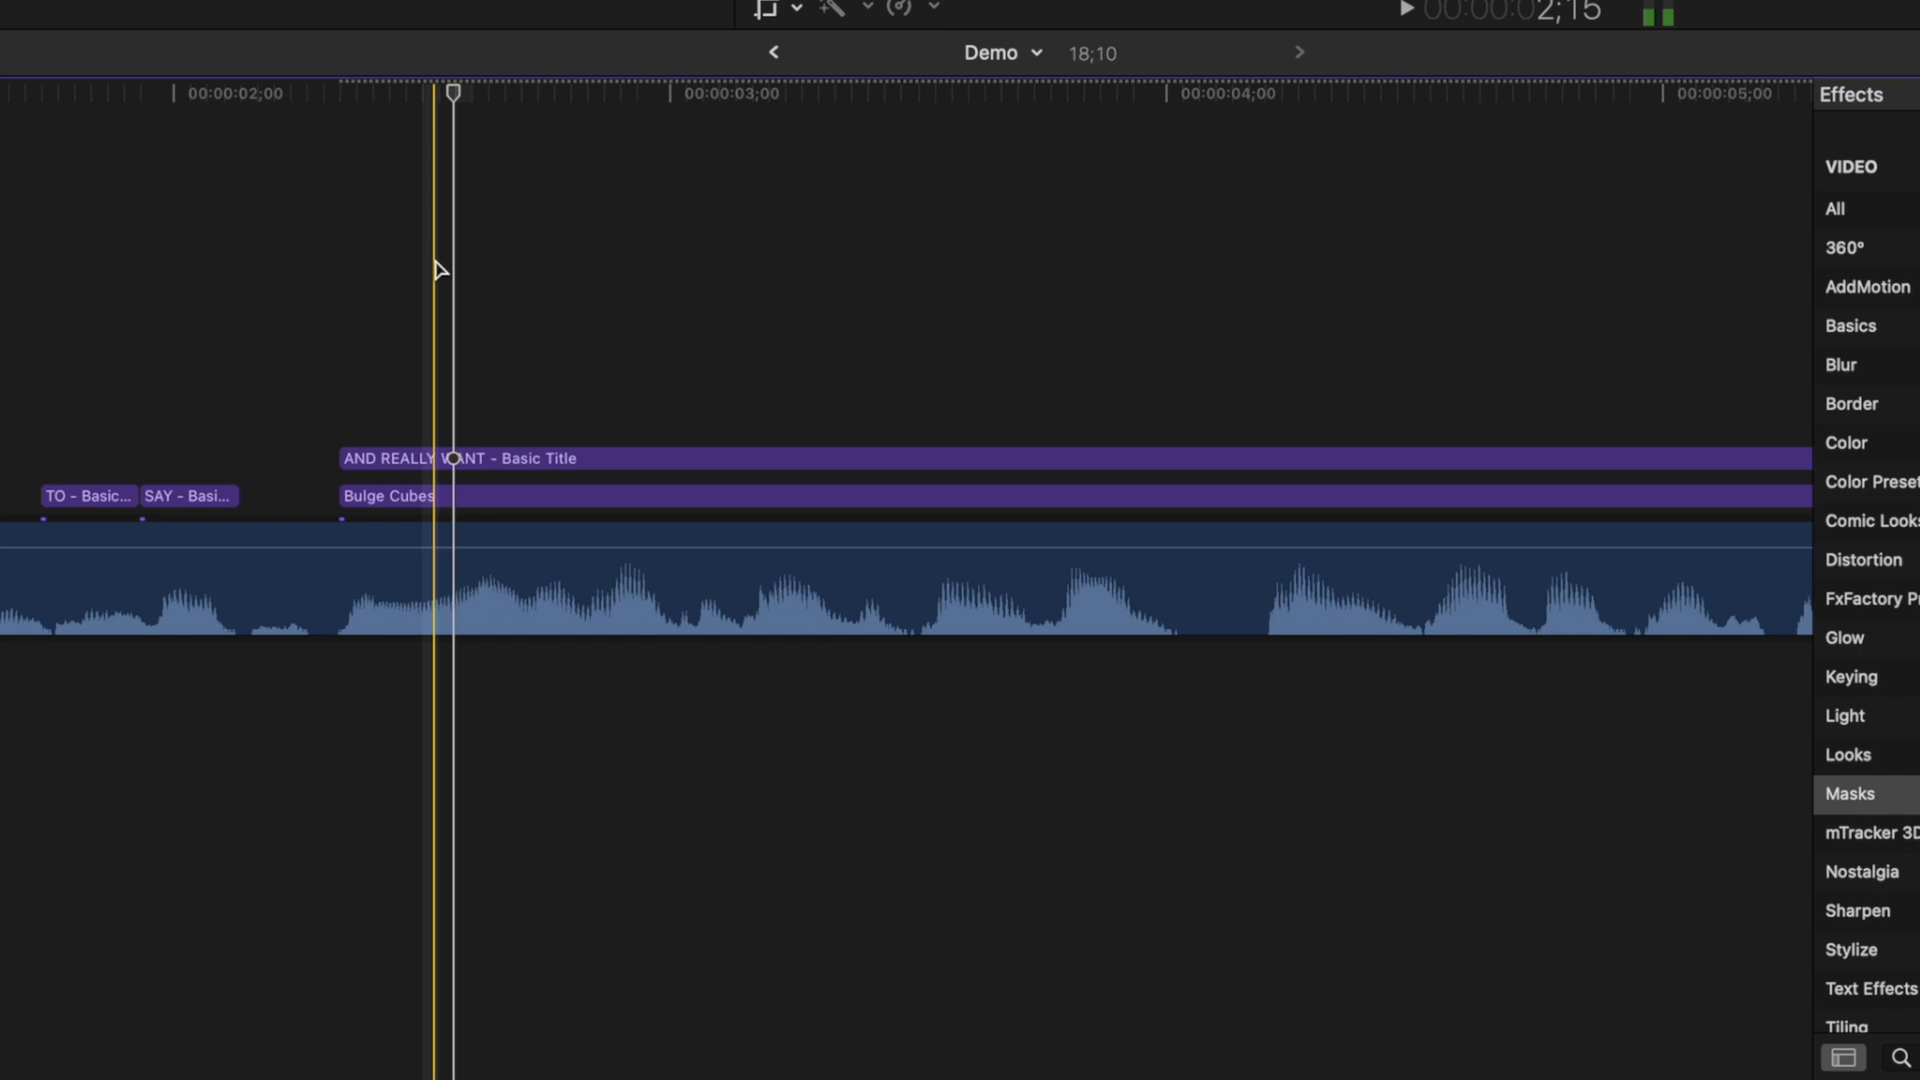 00:00:02;15
Demo 18;10
00:00:02;00 00:00:03;00 00:00:04;00 00:00:05;00
Effects
VIDEO
All
360°
AddMotion
Basics
Blur
Border
Color
Color Preset
Comic Looks
Distortion
FxFactory Pr
Glow
Keying
Light
Looks
Masks
mTracker 3D
Nostalgia
Sharpen
Stylize
Text Effects
Tiling
AND REALLY WANT - Basic Title
TO - Basic... SAY - Basi... Bulge Cubes